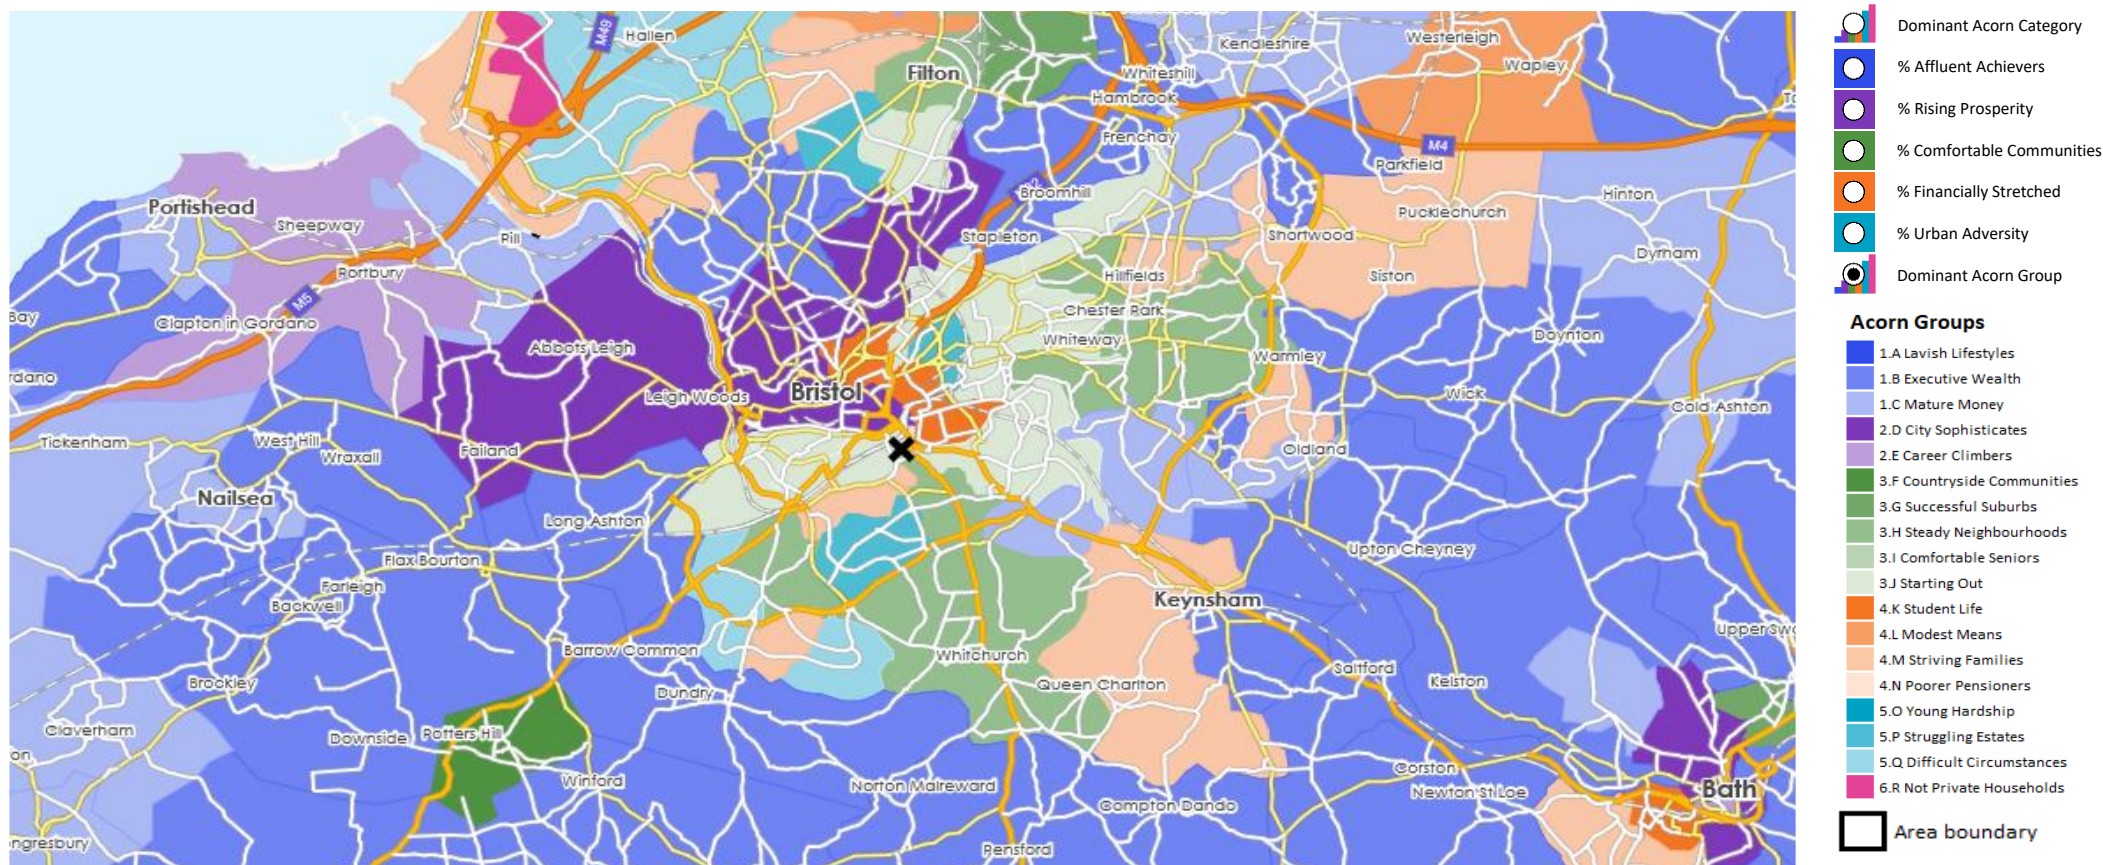 Hallen
M49
Filton
Kendleshire
Westerleigh
Wapley
Whiteshill
Hambrook
Frenchay
M4
Parkfield
Broomhill
Hinton
Portishead
Sheepway
Pill
Stapleton
Pucklechurch
Shortwood
Dyrham
Portbury
Hillfields
Siston
M5
Bay
Clapton in Gordano
Chester Park
Doynton
Abbots Leigh
Whiteway
Warmley
rdano
Leigh Woods
Bristol
Wick
Cold Ashton
Tickenham
West Hill
Wraxall
Failand
Oldland
Nailsea
Long Ashton
Upton Cheyney
Flax Bourton
Farleigh
Backwell
Keynsham
Upper Sw
Barrow Common
Whitchurch
Saltford
Kelston
Brockley
Dundry
Queen Charlton
Claverham
Downside
Potters Hill
on
Winford
Norton Malreward
Corston
Newton St Loe
Bath
Compton Dando
ngresbury
Pensford
Dominant Acorn Category
% Affluent Achievers
% Rising Prosperity
% Comfortable Communities
% Financially Stretched
% Urban Adversity
Dominant Acorn Group
Acorn Groups
1.A Lavish Lifestyles
1.B Executive Wealth
1.C Mature Money
2.D City Sophisticates
2.E Career Climbers
3.F Countryside Communities
3.G Successful Suburbs
3.H Steady Neighbourhoods
3.I Comfortable Seniors
3.J Starting Out
4.K Student Life
4.L Modest Means
4.M Striving Families
4.N Poorer Pensioners
5.O Young Hardship
5.P Struggling Estates
5.Q Difficult Circumstances
6.R Not Private Households
Area boundary